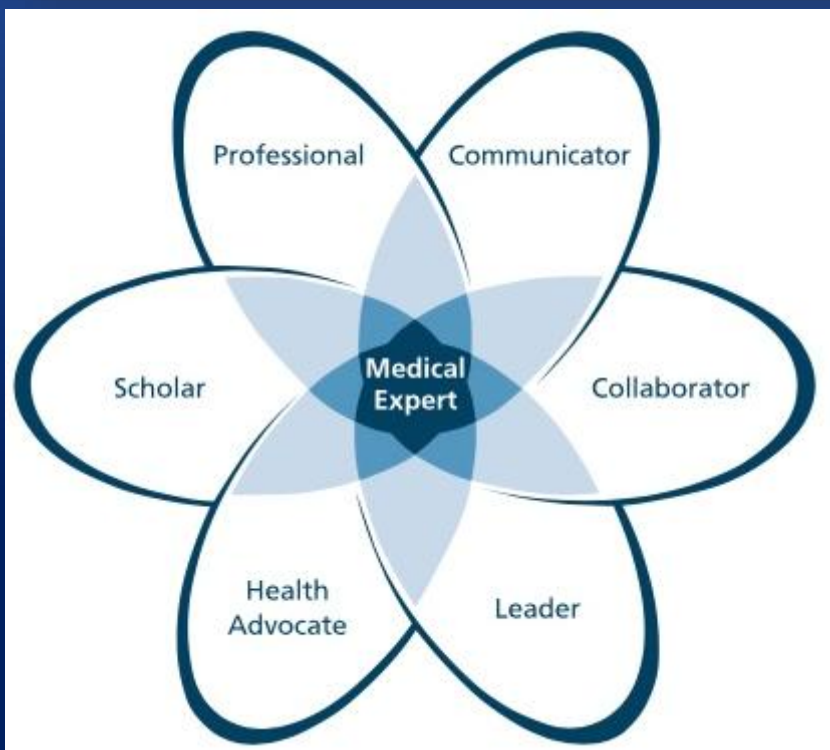 Professional
Communicator
Scholar
Medical
Expert
Collaborator
Health
Advocate
Leader